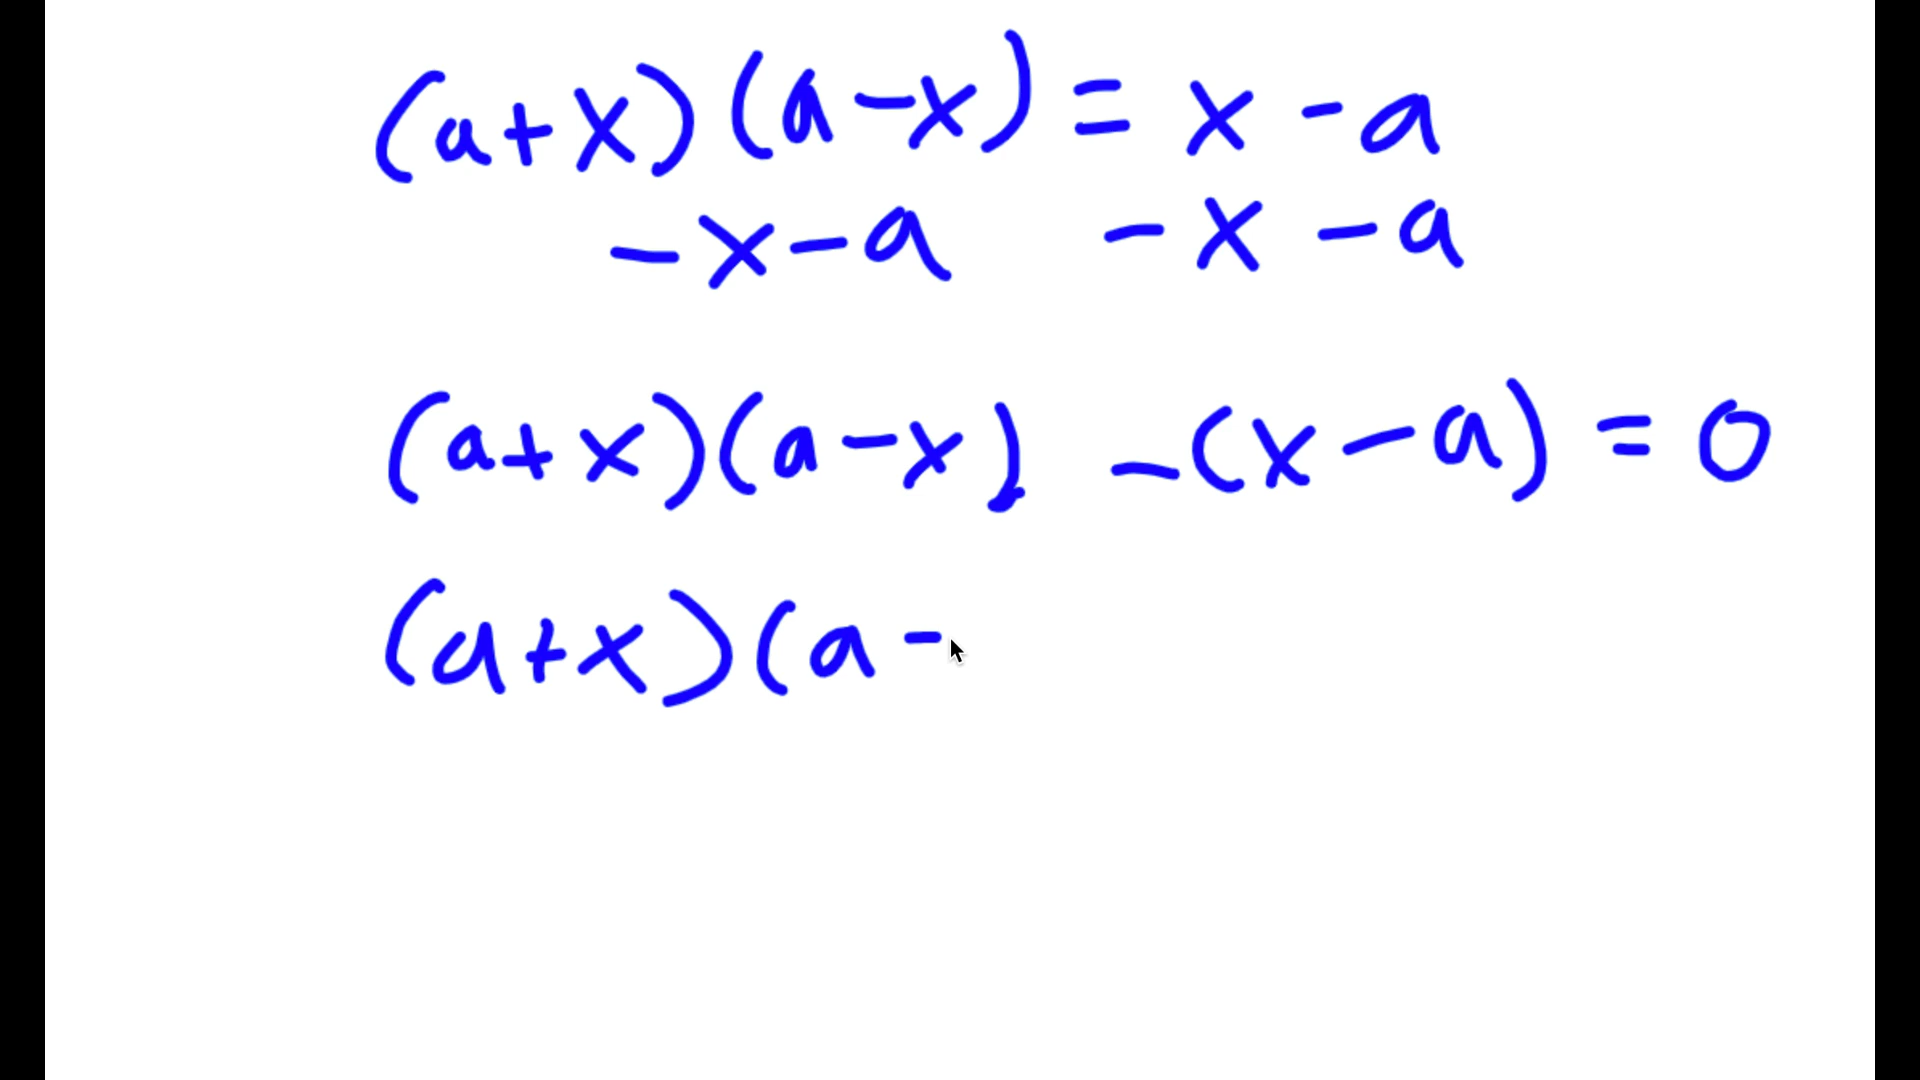 (a+x)(a-x) = x - a
-x-a -x-a
(a+x)(a-x) -(x-a) = 0
(a+x)(a-